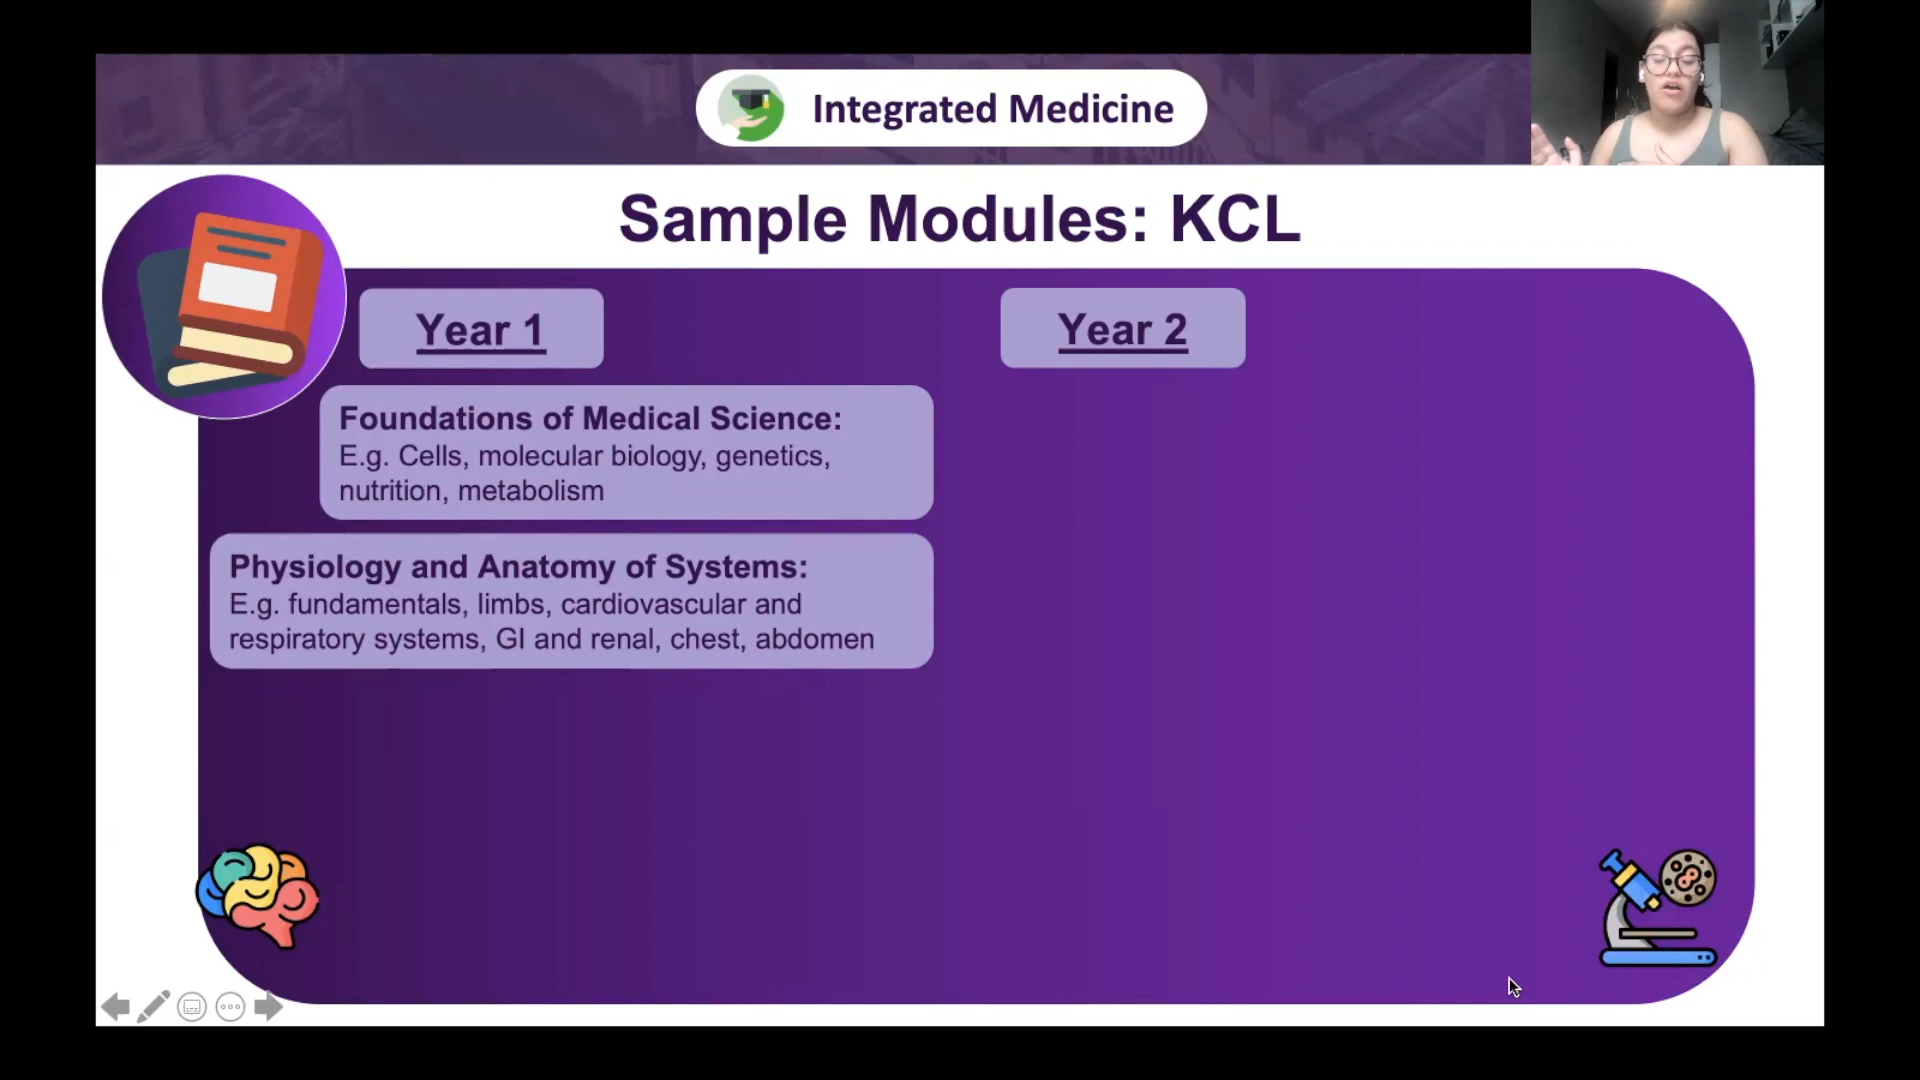 Integrated Medicine
Sample Modules: KCL
Year 1
Year 2
Foundations of Medical Science:
E.g. Cells, molecular biology, genetics,
nutrition, metabolism
Physiology and Anatomy of Systems:
E.g. fundamentals, limbs, cardiovascular and
respiratory systems, GI and renal, chest, abdomen